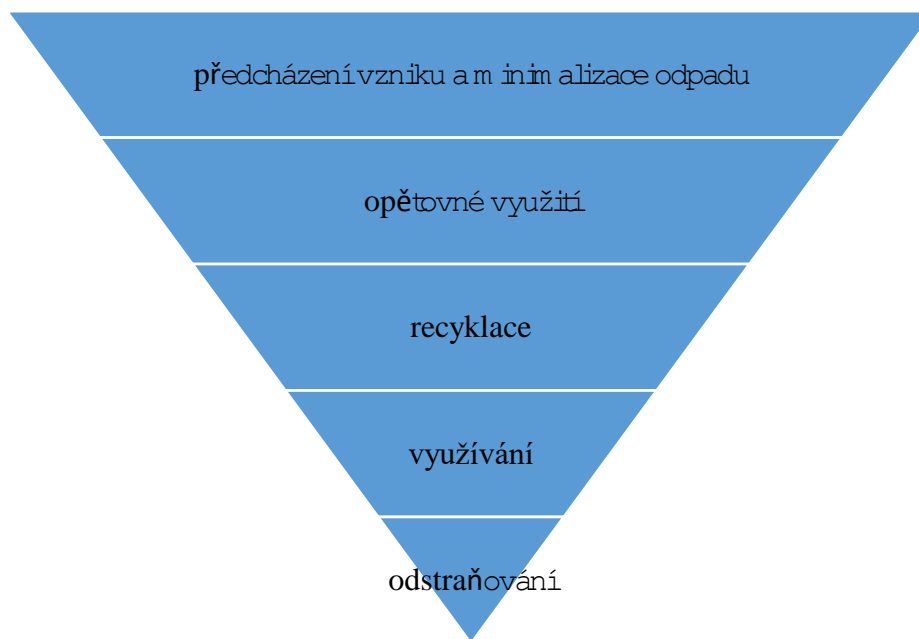 předcházení vzniku a minimalizace odpadu
opětovné využití
recyklace
využívání
odstraňování